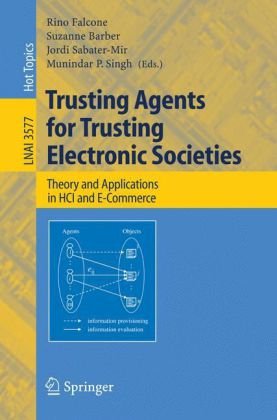 Rino Falcone
Suzanne Barber
Jordi Sabater-Mir
Munindar P. Singh (Eds.)
Hot Topics
LNAI 3577
Trusting Agents
for Trusting
Electronic Societies
Theory and Applications
in HCI and E-Commerce
Agents
Objects
information provisioning
information evaluation
Springer